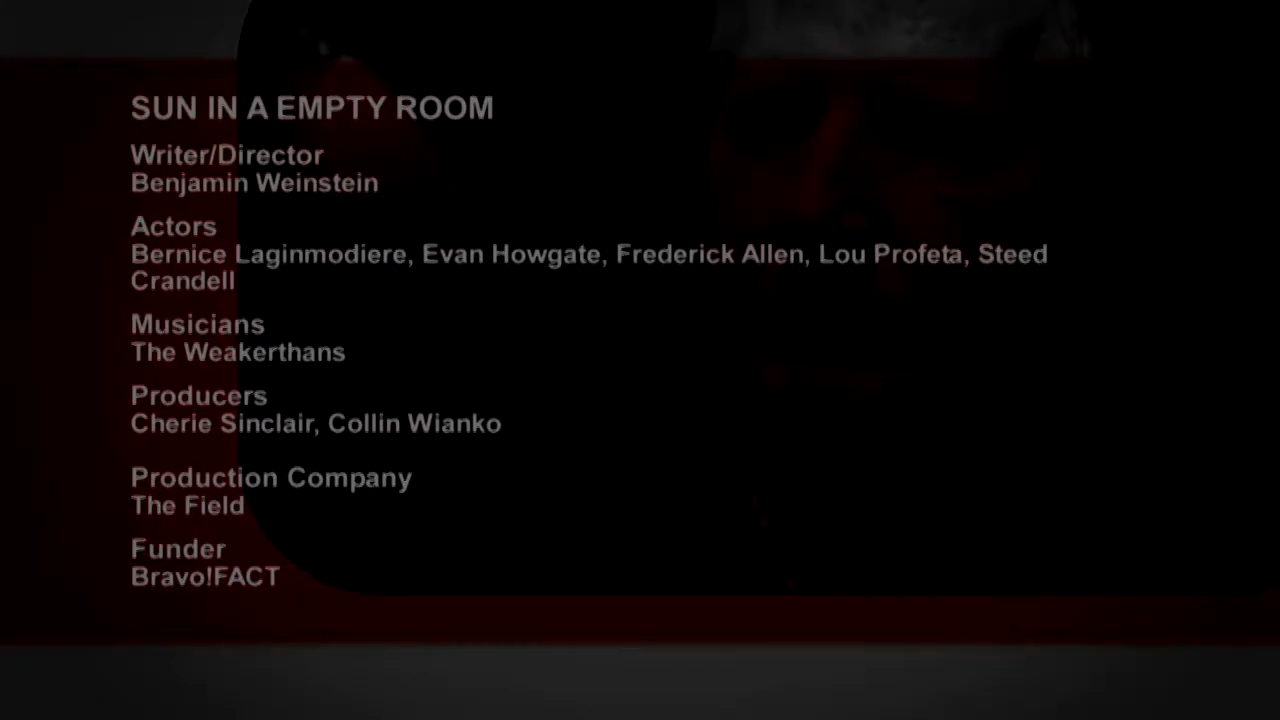 SUN IN A EMPTY ROOM
Writer/Director
Benjamin Weinstein
Actors
Bernice Laginmodiere, Evan Howgate, Frederick Allen, Lou Profeta, Steed
Crandell
Musicians
The Weakerthans
Producers
Cherie Sinclair, Collin Wianko
Production Company
The Field
Funder
Bravo!FACT